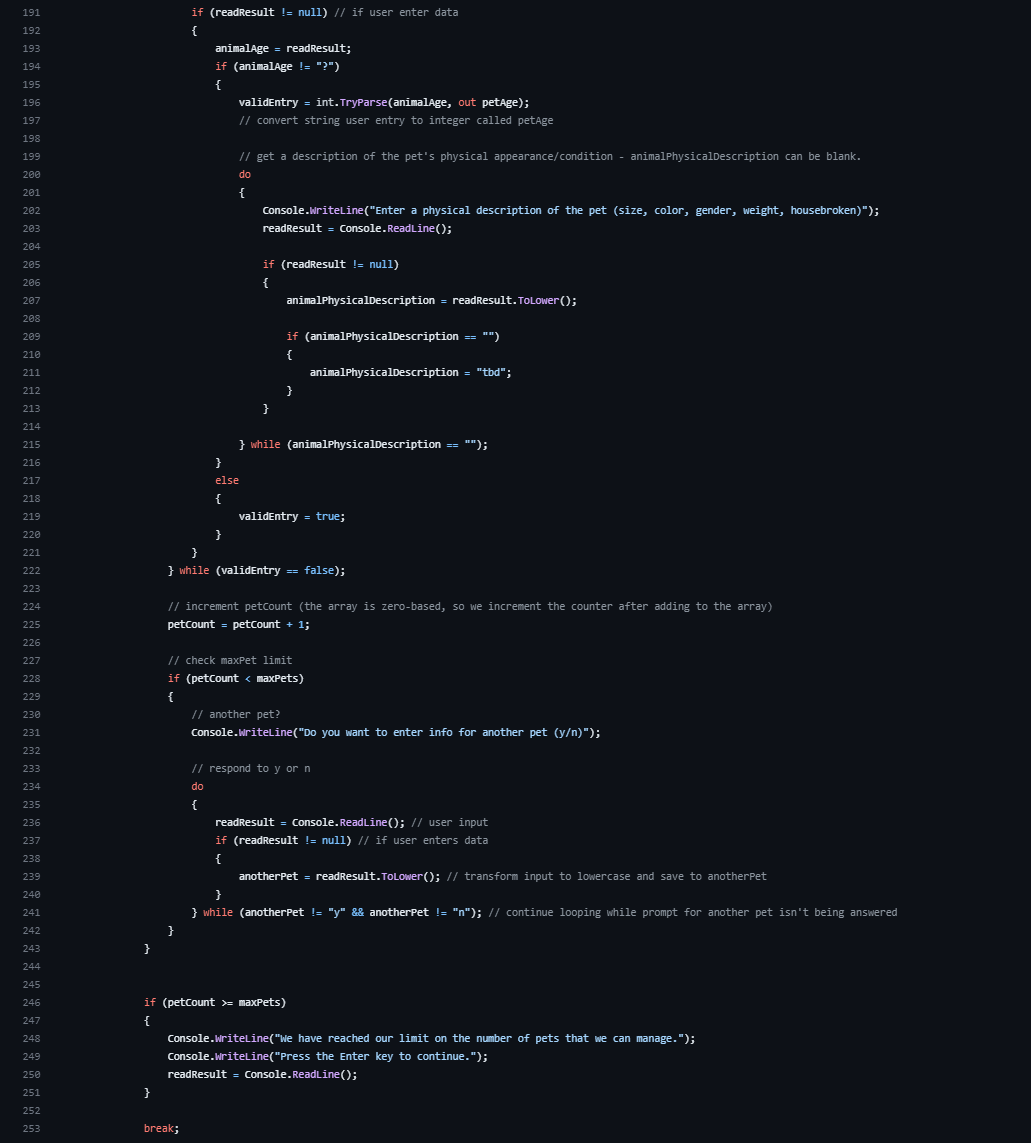 191 if (readResult != null) // if user enter data
192 {
193 animalAge = readResult;
194 if (animalAge != "?")
195 {
196 validEntry = int.TryParse(animalAge, out petAge);
197 // convert string user entry to integer called petAge
198
199 // get a description of the pet's physical appearance/condition - animalPhysicalDescription can be blank.
200 do
201 {
202 Console.WriteLine("Enter a physical description of the pet (size, color, gender, weight, housebroken)");
203 readResult = Console.ReadLine();
204
205 if (readResult != null)
206 {
207 animalPhysicalDescription = readResult.ToLower();
208
209 if (animalPhysicalDescription == "")
210 {
211 animalPhysicalDescription = "tbd";
212 }
213 }
214
215 } while (animalPhysicalDescription == "");
216 }
217 else
218 {
219 validEntry = true;
220 }
221 }
222 } while (validEntry == false);
223
224 // increment petCount (the array is zero-based, so we increment the counter after adding to the array)
225 petCount = petCount + 1;
226
227 // check maxPet limit
228 if (petCount < maxPets)
229 {
230 // another pet?
231 Console.WriteLine("Do you want to enter info for another pet (y/n)");
232
233 // respond to y or n
234 do
235 {
236 readResult = Console.ReadLine(); // user input
237 if (readResult != null) // if user enters data
238 {
239 anotherPet = readResult.ToLower(); // transform input to lowercase and save to anotherPet
240 }
241 } while (anotherPet != "y" && anotherPet != "n"); // continue looping while prompt for another pet isn't being answered
242 }
243 }
244
245
246 if (petCount >= maxPets)
247 {
248 Console.WriteLine("We have reached our limit on the number of pets that we can manage.");
249 Console.WriteLine("Press the Enter key to continue.");
250 readResult = Console.ReadLine();
251 }
252
253 break;